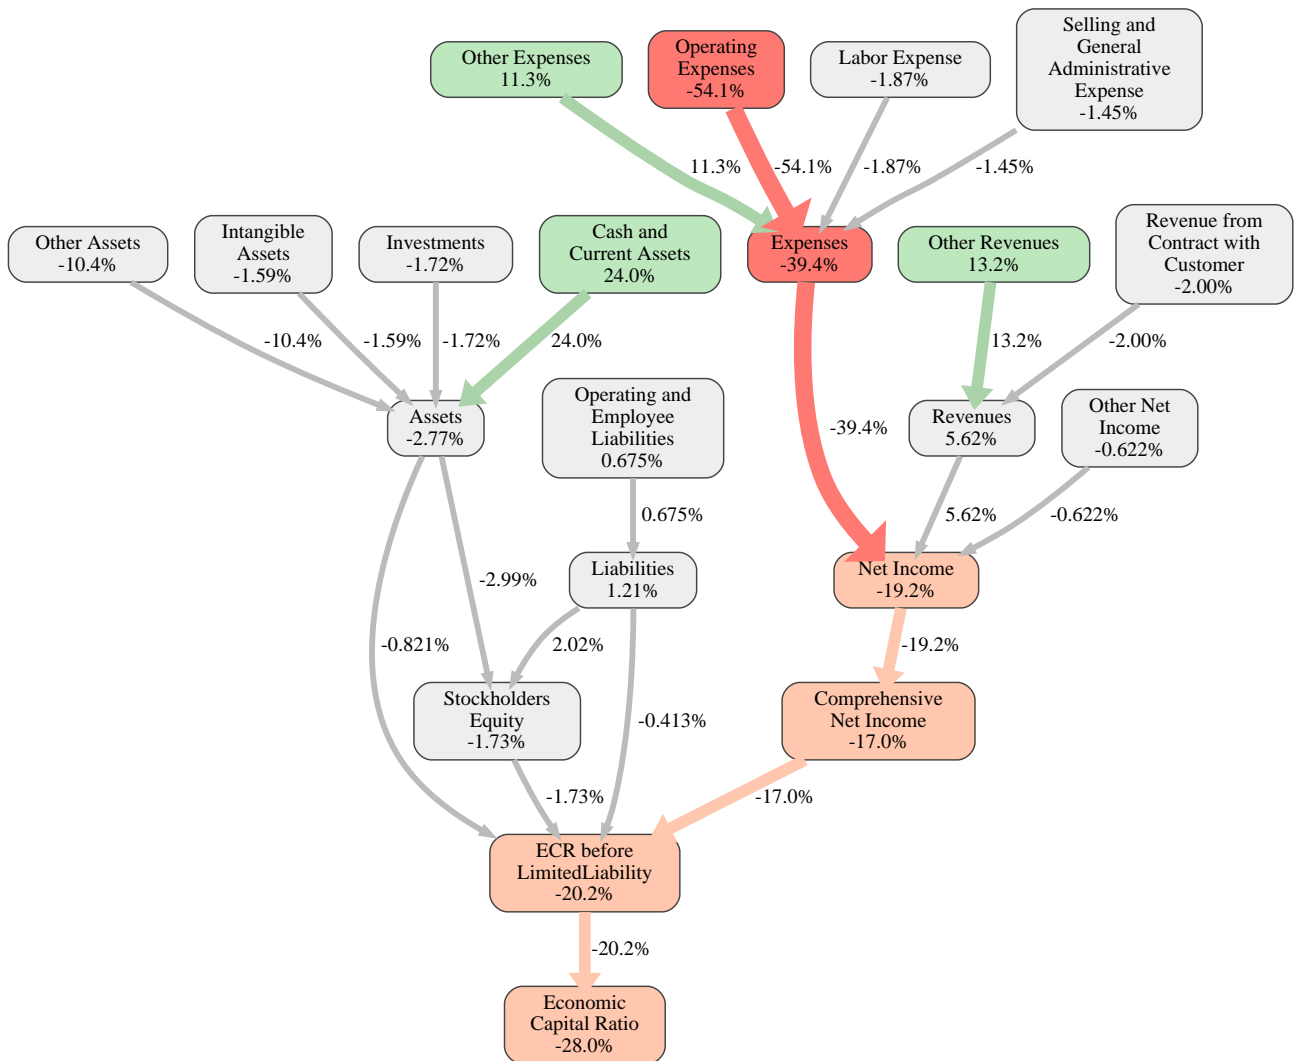 Other Expenses
11.3%
Operating
Expenses
-54.1%
Labor Expense
-1.87%
Selling and
General
Administrative
Expense
-1.45%
11.3%
-54.1%
-1.87%
-1.45%
Other Assets
-10.4%
Intangible
Assets
-1.59%
Investments
-1.72%
Cash and
Current Assets
24.0%
Expenses
-39.4%
Other Revenues
13.2%
Revenue from
Contract with
Customer
-2.00%
-10.4%
-1.59%
-1.72%
24.0%
13.2%
-2.00%
Assets
-2.77%
Operating and
Employee
Liabilities
0.675%
-39.4%
Revenues
5.62%
Other Net
Income
-0.622%
0.675%
5.62%
-0.622%
-2.99%
Liabilities
1.21%
Net Income
-19.2%
-0.821%
2.02%
-19.2%
Stockholders
Equity
-1.73%
-0.413%
Comprehensive
Net Income
-17.0%
-1.73%
-17.0%
ECR before
LimitedLiability
-20.2%
-20.2%
Economic
Capital Ratio
-28.0%